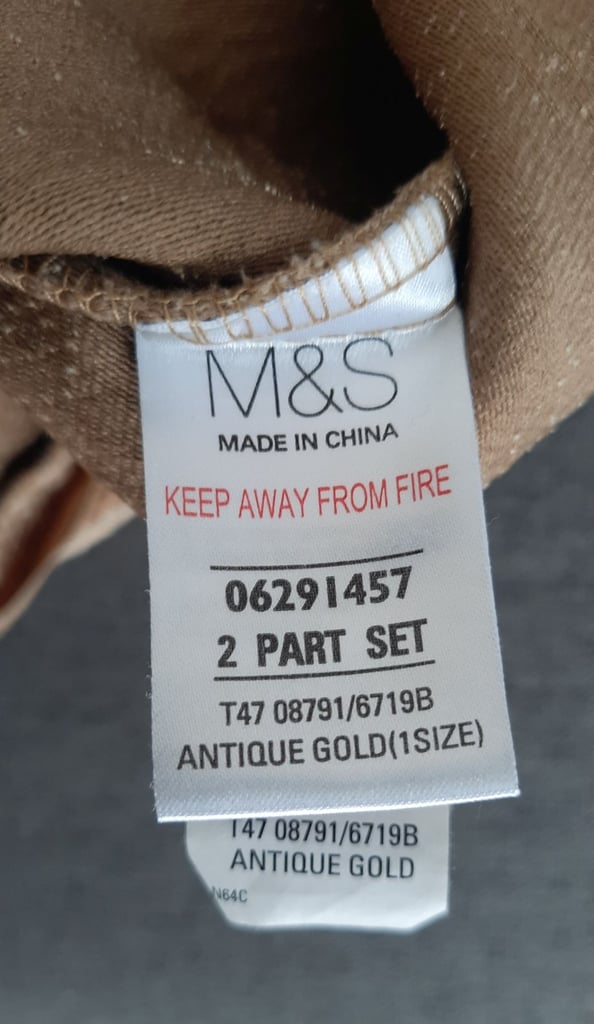 M&S
MADE IN CHINA
KEEP AWAY FROM FIRE
06291457
2 PART SET
T47 08791/6719B
ANTIQUE GOLD(1SIZE)
T47 08791/6719B
ANTIQUE GOLD
N64C